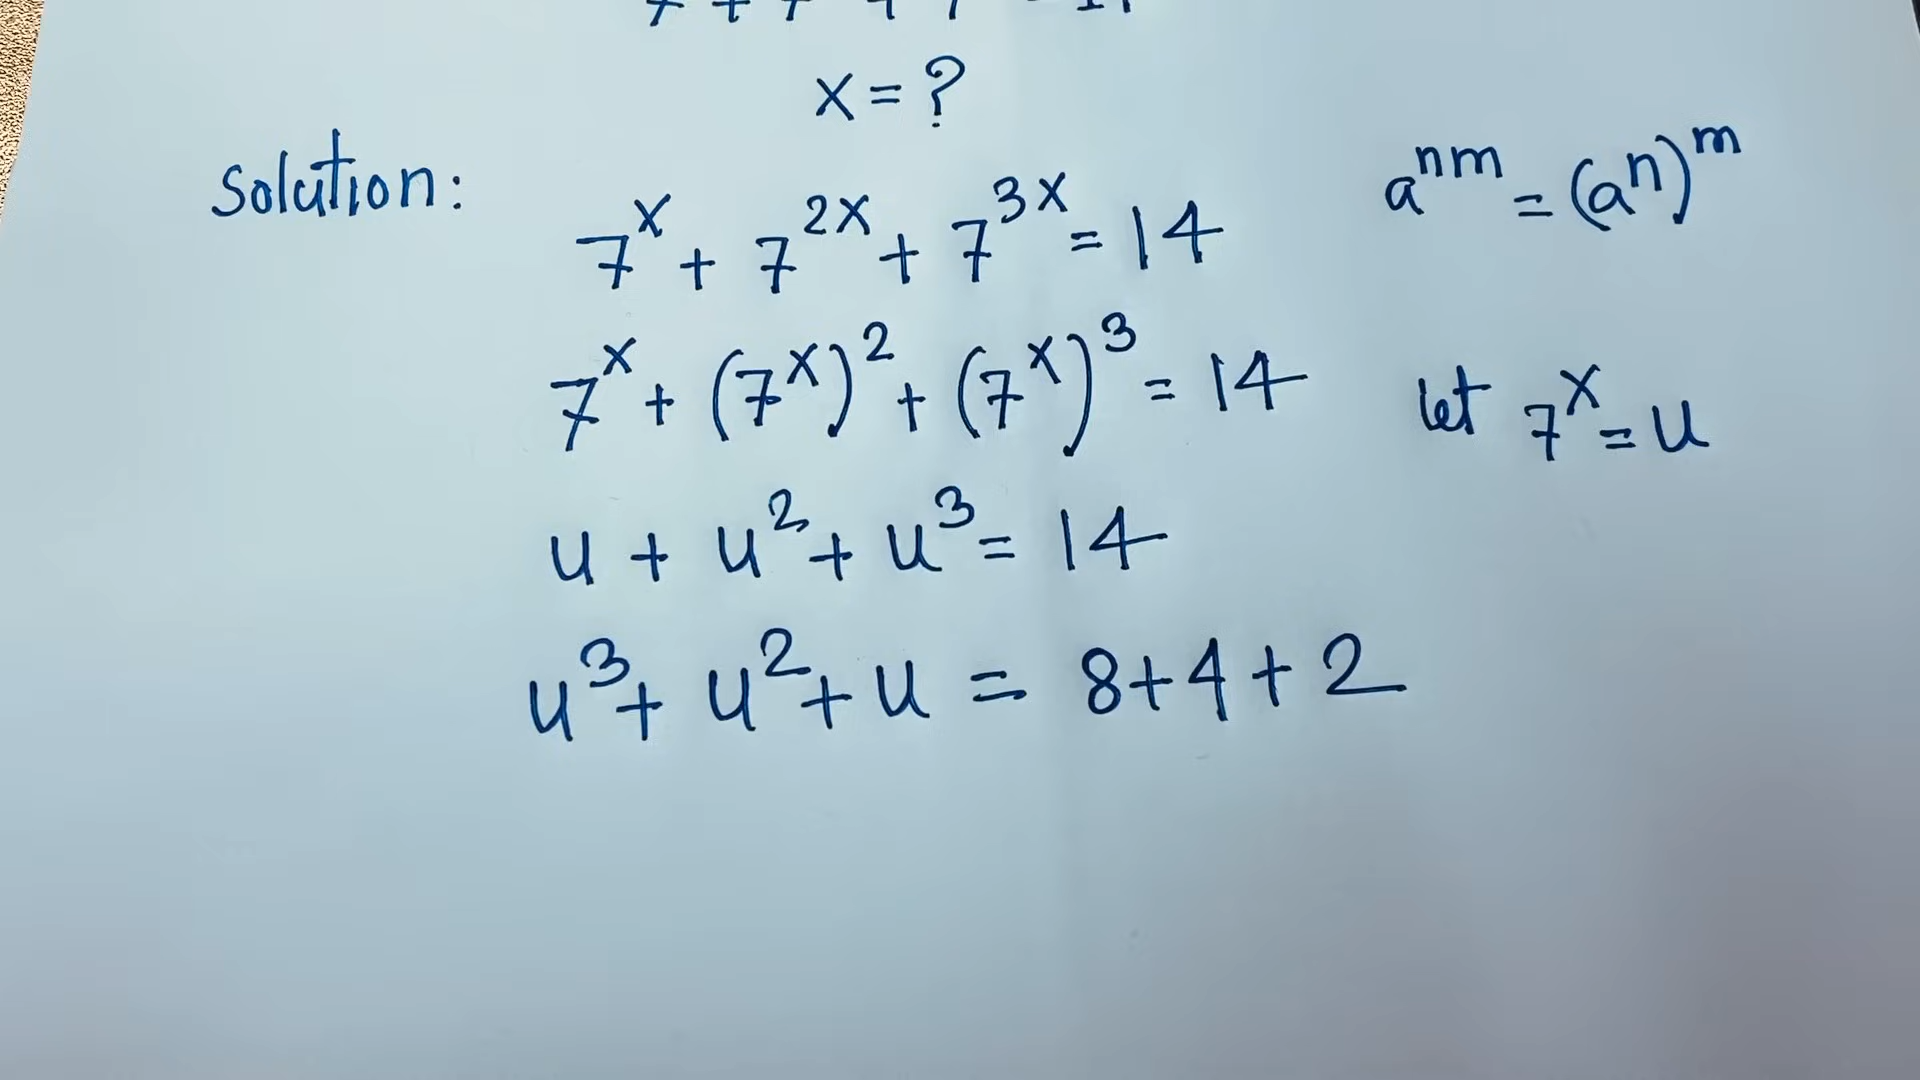 x = ?
Solution:
7^x + 7^2x + 7^3x = 14
a^nm = (a^n)^m
7^x + (7^x)^2 + (7^x)^3 = 14
let 7^x = u
u + u^2 + u^3 = 14
u^3 + u^2 + u = 8+4+2